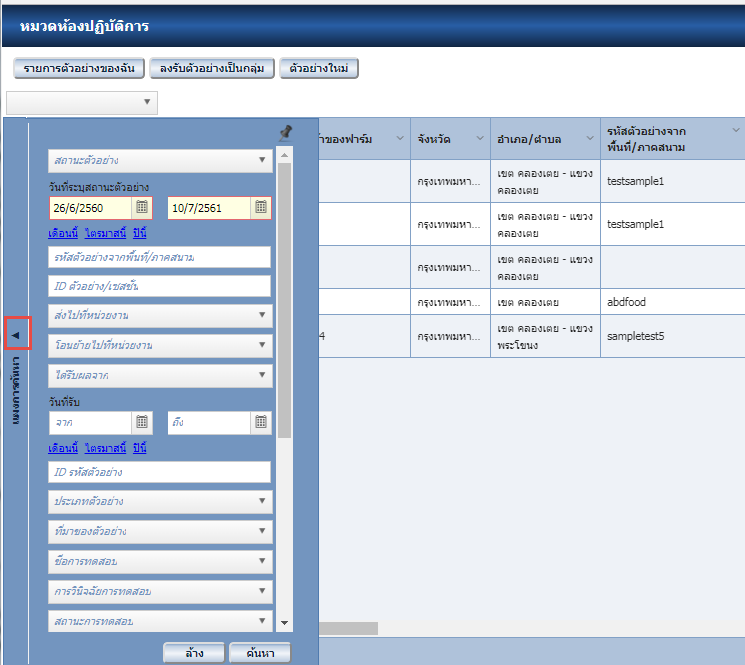 หมวดห้องปฏิบัติการ
รายการตัวอย่างของฉัน ลงรับตัวอย่างเป็นกลุ่ม ตัวอย่างใหม่
แผงการค้นหา
สถานะตัวอย่าง
วันที่ระบุสถานะตัวอย่าง
26/6/2560 10/7/2561
เดือนนี้ ไตรมาสนี้ ปีนี้
รหัสตัวอย่างจากพื้นที่/ภาคสนาม
ID ตัวอย่าง/เซสชั่น
ส่งไปที่หน่วยงาน
โอนย้ายไปที่หน่วยงาน
ได้รับผลจาก
วันที่รับ
จาก ถึง
เดือนนี้ ไตรมาสนี้ ปีนี้
ID รหัสตัวอย่าง
ประเภทตัวอย่าง
ที่มาของตัวอย่าง
ชื่อการทดสอบ
การวินิจฉัยการทดสอบ
สถานะการทดสอบ
ล้าง ค้นหา
ของฟาร์ม จังหวัด อำเภอ/ตำบล รหัสตัวอย่างจาก
พื้นที่/ภาคสนาม
กรุงเทพมหา... เขต คลองเตย - แขวง
คลองเตย testsample1
กรุงเทพมหา... เขต คลองเตย - แขวง
คลองเตย testsample1
กรุงเทพมหา... เขต คลองเตย - แขวง
คลองเตย
กรุงเทพมหา... เขต คลองเตย abdfood
4 กรุงเทพมหา... เขต คลองเตย - แขวง
พระโขนง sampletest5